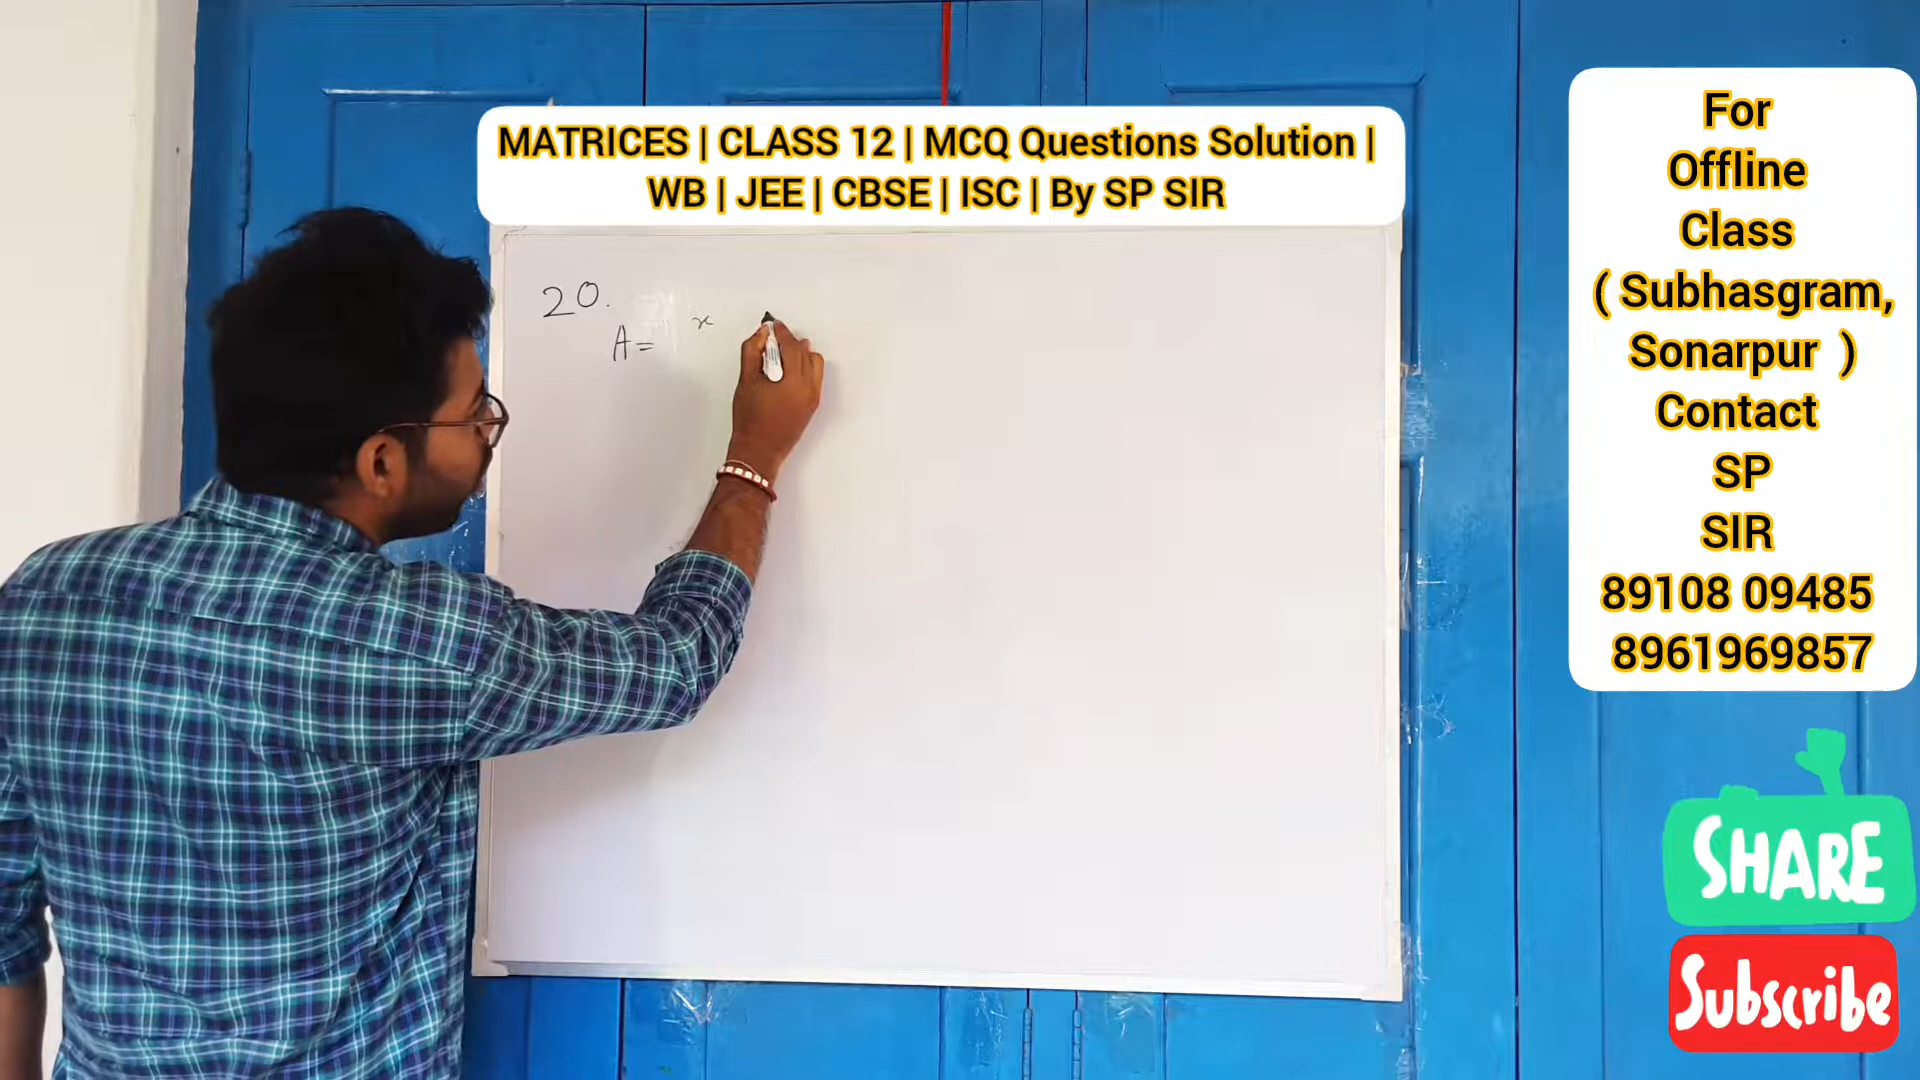 MATRICES | CLASS 12 | MCQ Questions Solution |
WB | JEE | CBSE | ISC | By SP SIR
20.
A= x
For
Offline
Class
( Subhasgram,
Sonarpur )
Contact
SP
SIR
89108 09485
8961969857
SHARE
Subscribe